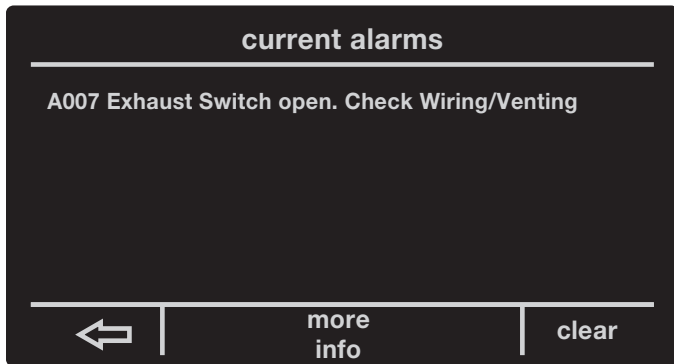 current alarms
A007 Exhaust Switch open. Check Wiring/Venting
more
info
clear